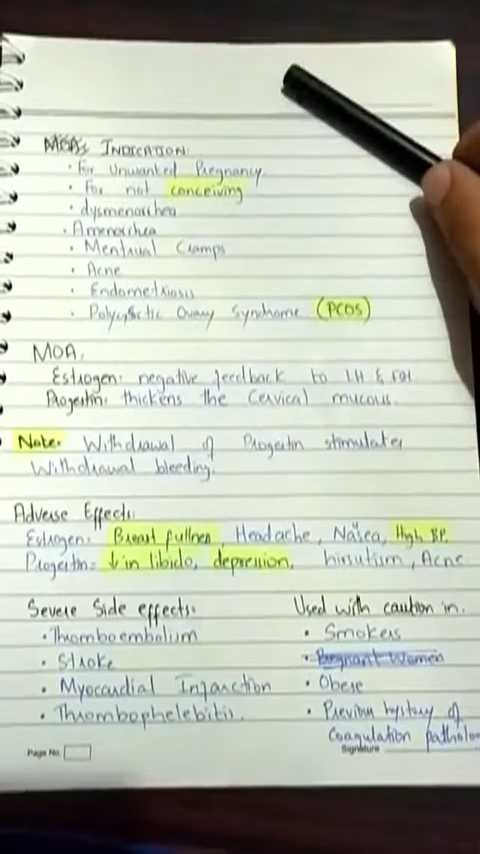 INDICATION:
• For Unwanted Pregnancy
• For not conceiving
• dysmenorrhea
• Amenorrhea
• Menstrual Cramps
• Acne
• Endometriosis
• Polycystic Ovary Syndrome (PCOS)
MOA:
Estrogen: negative feedback to LH & FSH
Progestin: thickens the Cervical mucous.
Note: Withdrawal of Progestin stimulates
Withdrawal bleeding.
Adverse Effects:
Estrogen: Breast fullness, Headache, Nasea, High BP.
Progestin: ↓ in libido, depression, hirsutism, Acne
Severe Side effects:
• Thromboembolism
• Stroke
• Myocardial Infarction
• Thrombophelebitis.
Used with caution in.
• Smokers
• Pregnant Women
• Obese
• Previous hystory of
Coagulation
Page No.
Signature